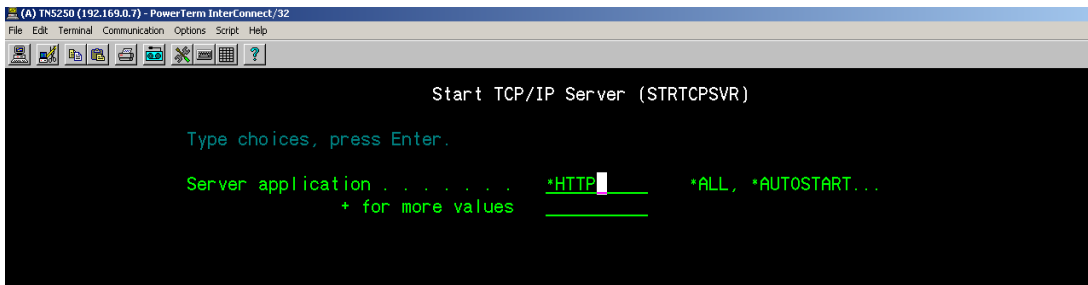 (A) TN5250 (192.169.0.7) - PowerTerm InterConnect/32
File Edit Terminal Communication Options Script Help
Start TCP/IP Server (STRTCPSVR)
Type choices, press Enter.
Server application . . . . . . . *HTTP *ALL, *AUTOSTART...
+ for more values